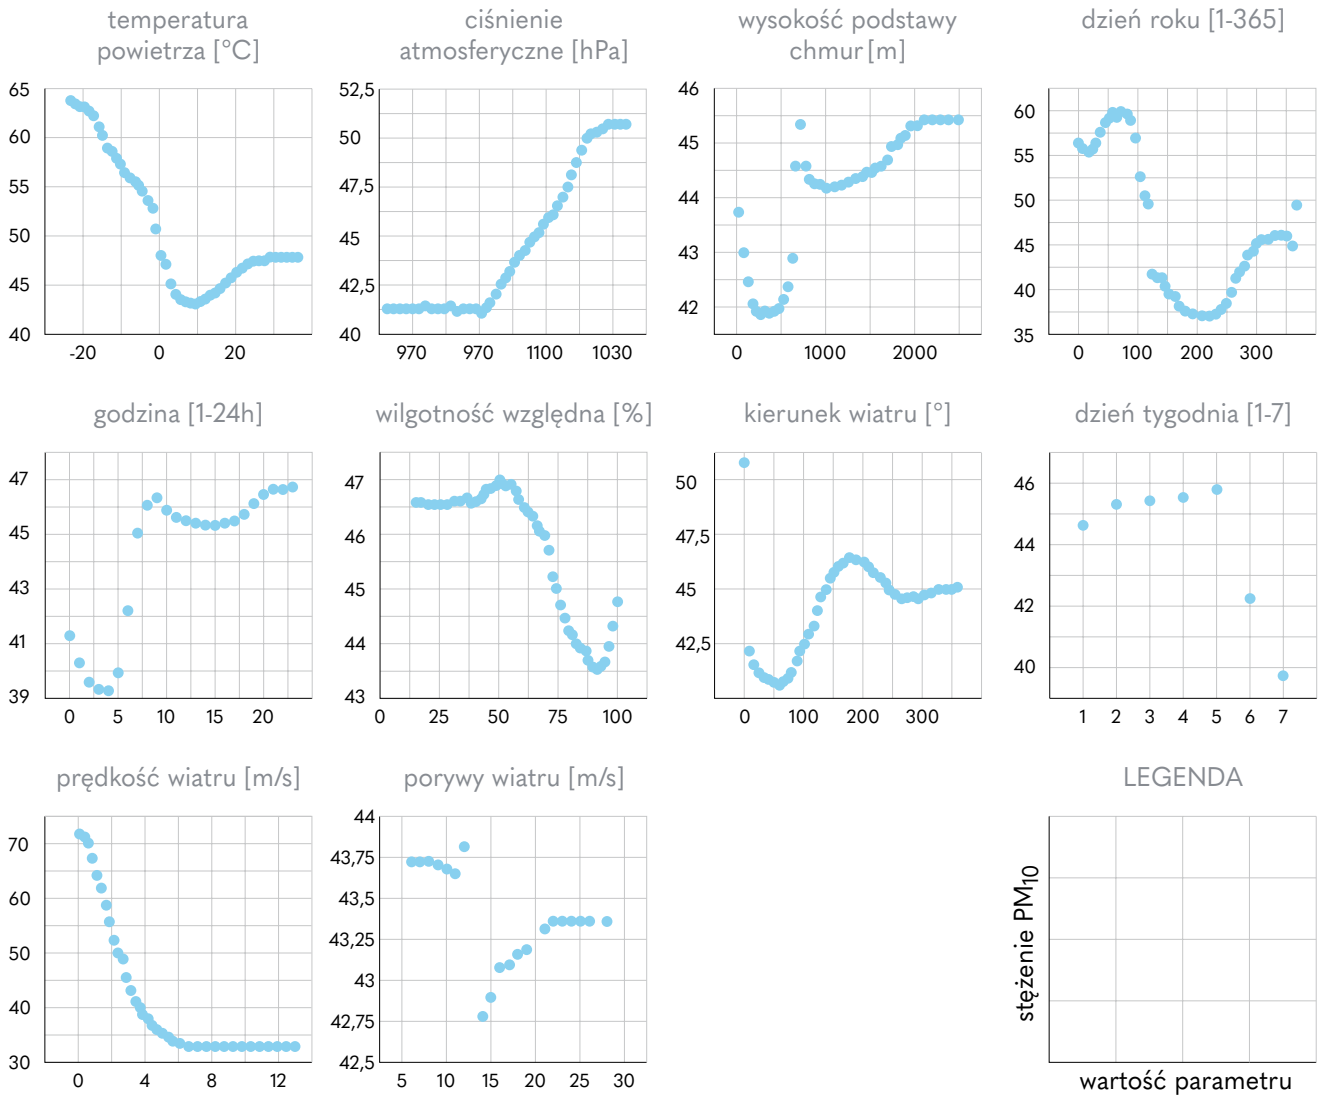 temperatura
powietrza [°C]
65
60
55
50
45
40
-20 0 20
ciśnienie
atmosferyczne [hPa]
52,5
50
47,5
45
42,5
40
970 970 1100 1030
wysokość podstawy
chmur [m]
46
45
44
43
42
0 1000 2000
dzień roku [1-365]
60
55
50
45
40
35
0 100 200 300
godzina [1-24h]
47
45
43
41
39
0 5 10 15 20
wilgotność względna [%]
47
46
45
44
43
0 25 50 75 100
kierunek wiatru [°]
50
47,5
45
42,5
0 100 200 300
dzień tygodnia [1-7]
46
44
42
40
1 2 3 4 5 6 7
prędkość wiatru [m/s]
70
60
50
40
30
0 4 8 12
porywy wiatru [m/s]
44
43,75
43,5
43,25
43
42,75
42,5
5 10 15 20 25 30
LEGENDA
stężenie PM10
wartość parametru